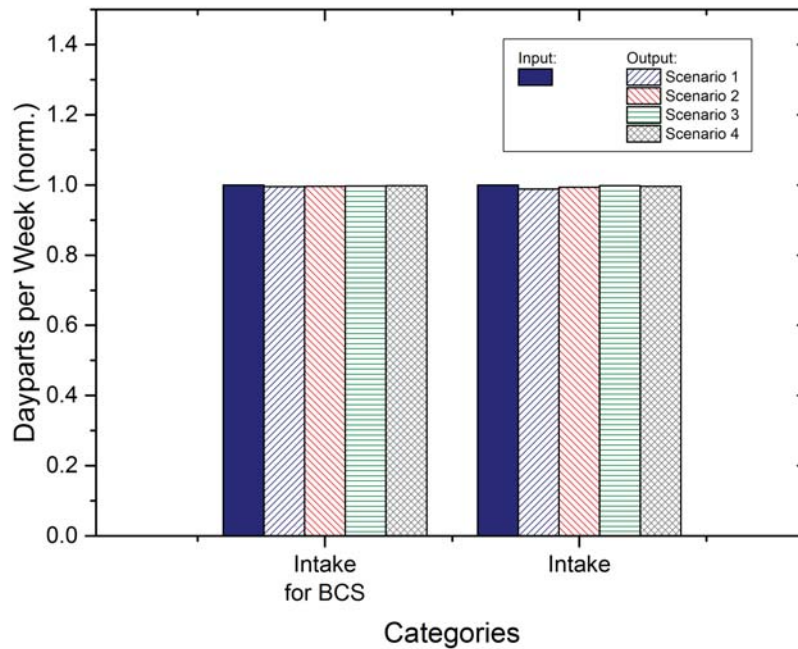 1.4
1.2
1.0
0.8
0.6
0.4
0.2
0.0
Dayparts per Week (norm.)
Input:
Output:
Scenario 1
Scenario 2
Scenario 3
Scenario 4
Intake
for BCS
Intake
Categories